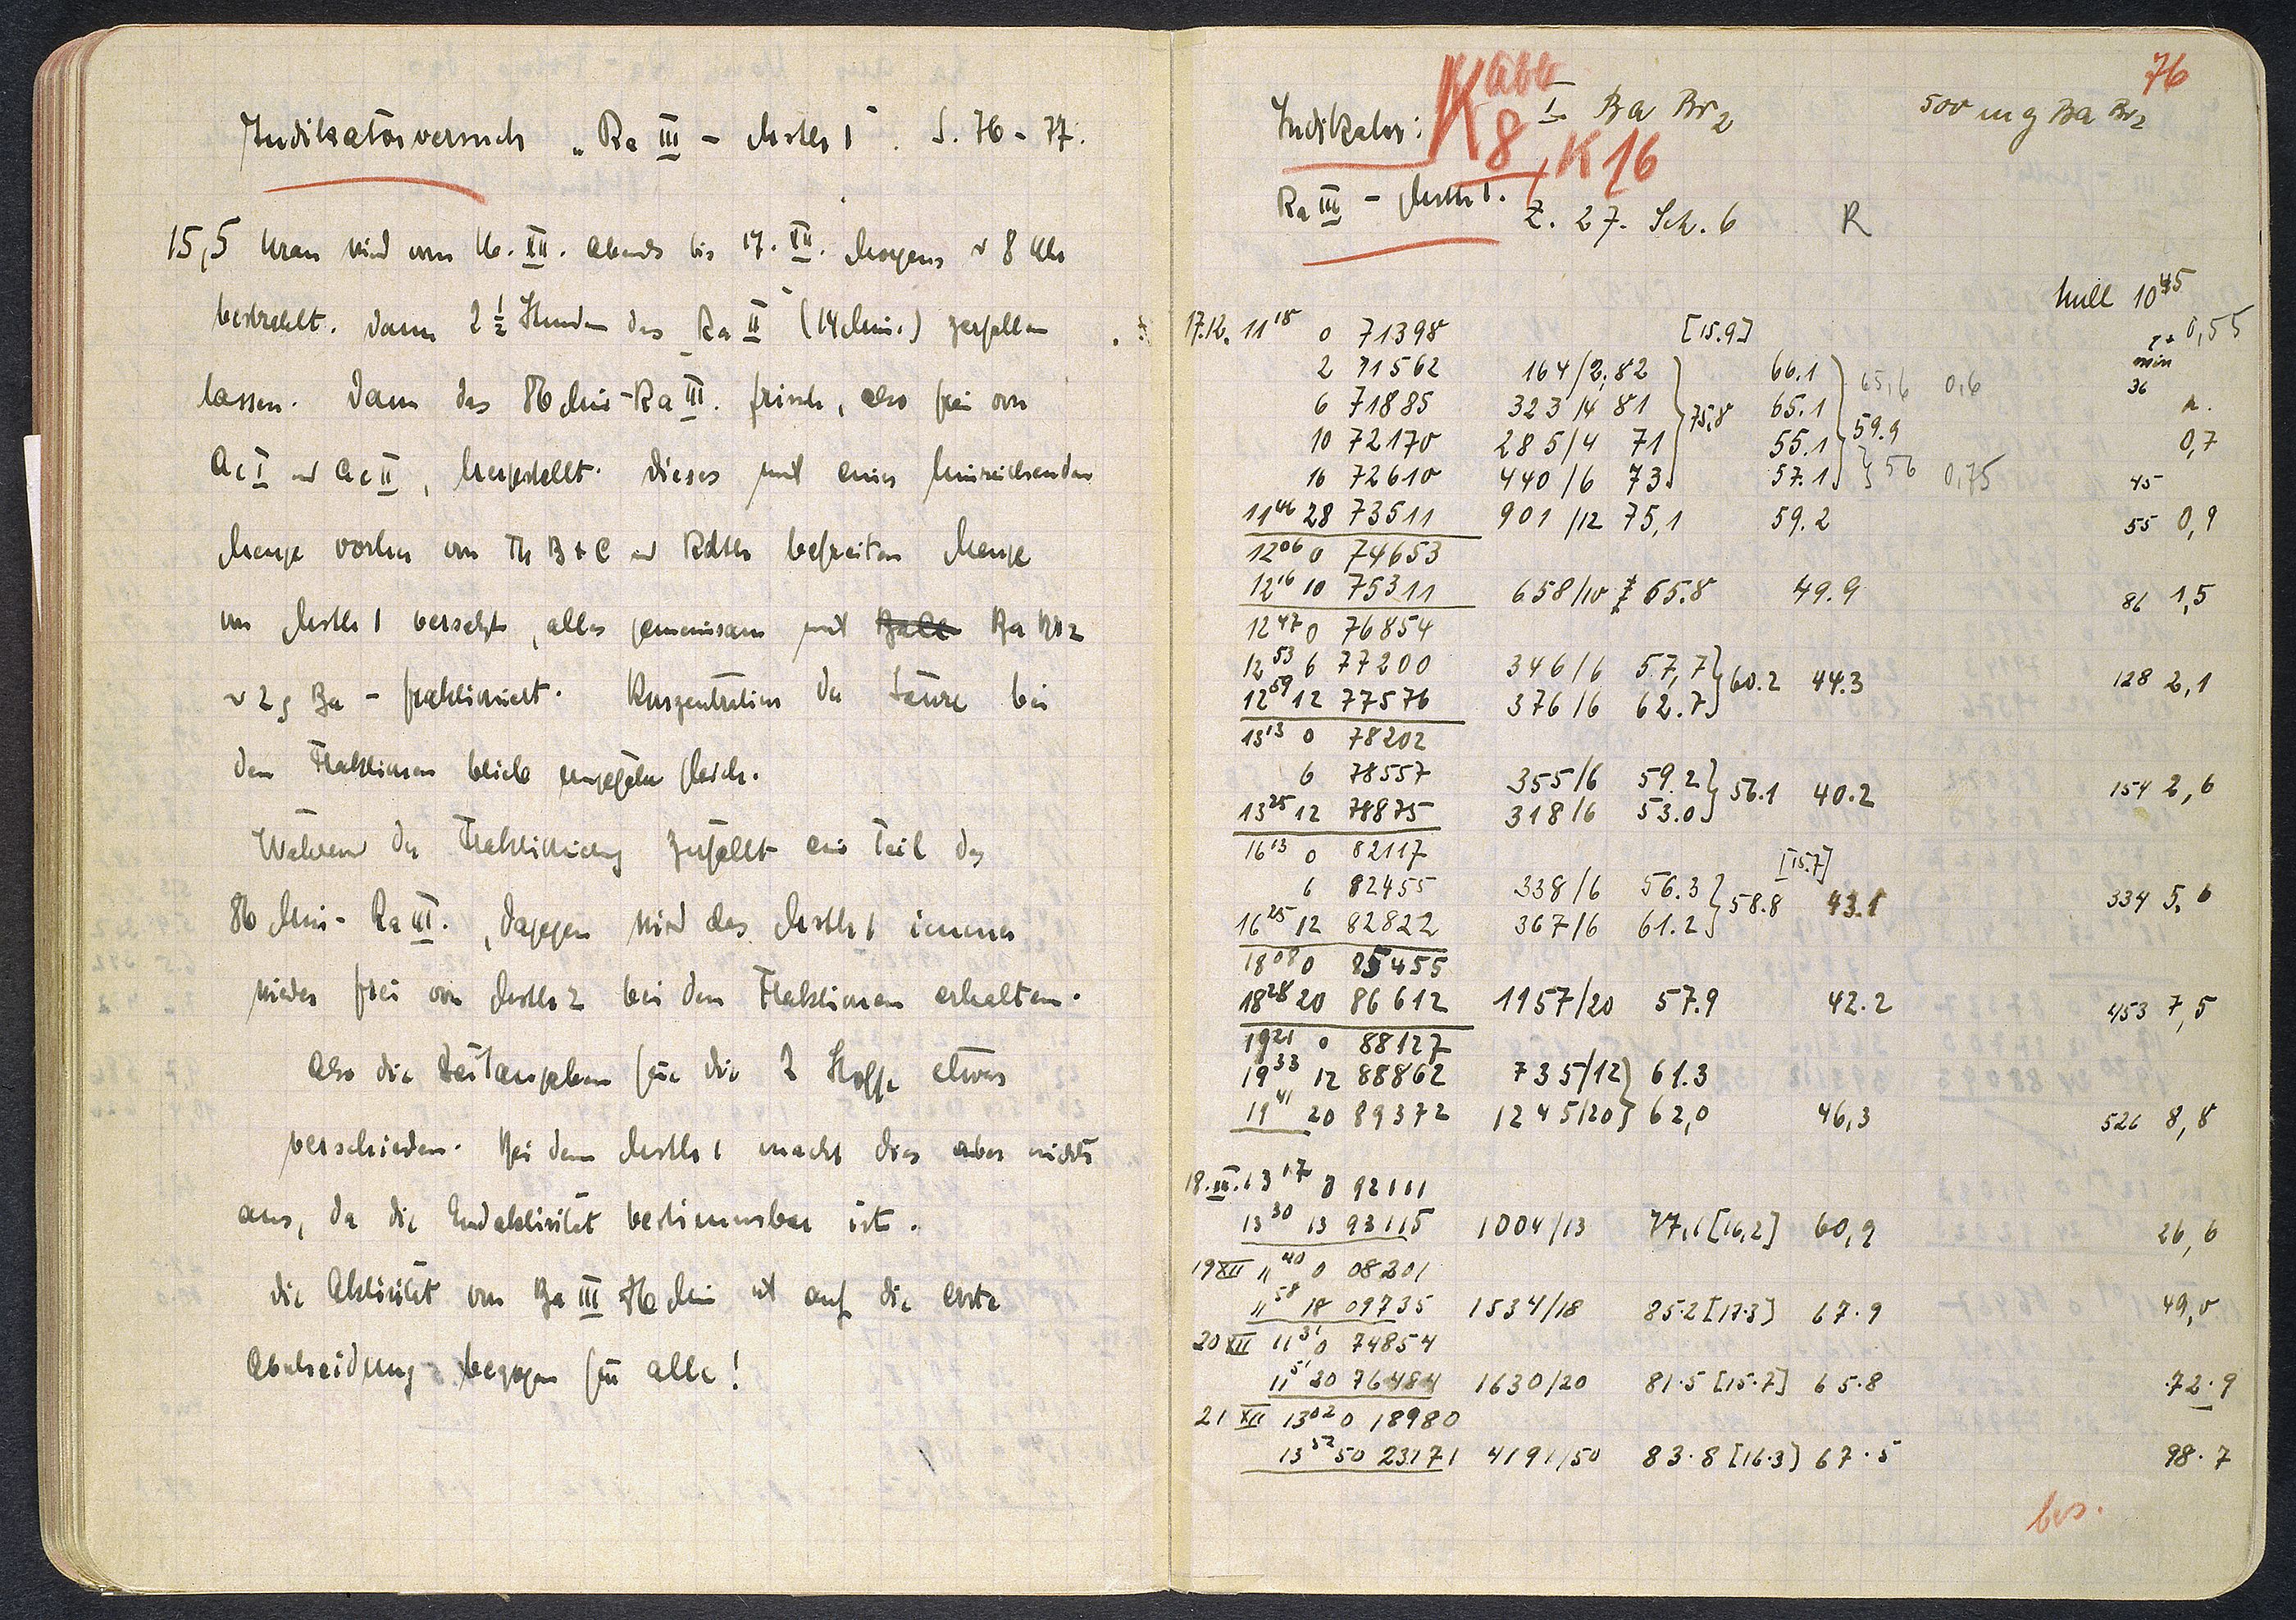 Indikatorversuch „Ra III – Msth 1". S. 76–77.
15,5 Uran wird vom 16. XII. abends bis 17. XII. Morgens ~ 8 Uhr
bestrahlt. Dann 2 1/2 Stunden das Ra II (14 Min.) zerfallen
lassen. Dann das 86 Min-Ra III. frisch, also frei von
Ac I und Ac II, hergestellt. Dieses mit einer hinreichenden
Menge vorher von Th B + C und Rdth befreiten Menge
von Msth 1 versetzt, alles gemeinsam mit Ba Br2
~ 2 g Ba – fraktioniert. Konzentration der Säure bei
den Fraktionen blieb ungefähr gleich.
Während der Fraktionierung zerfällt ein Teil des
86 Min-Ra III., dagegen wird das Msth 1 immer
wieder frei von Msth 2 bei den Fraktionen erhalten.
Also die Zeitangaben für die 2 Stoffe etwas
verschieden. Bei dem Msth 1 macht dies aber nichts
aus, da die Endaktivität bestimmbar ist.
Die Aktivität von Ra III 86 Min ist auf die erste
Abscheidung bezogen für alle!
76
Indikator: K abb 8, K 16 I. Ba Br2 500 mg Ba Br2
Ra III – Msth 1. Z. 27. Sch. 6 R
Null 10 45
17.12. 11 18 0 71398 [15.9] 0,55
min
2 71562 164/2 82 66.1 65,6 0,6 36
6 71885 323/4 81 75,8 65.1
10 72170 285/4 71 55.1 59.9 0,7
16 72610 440/6 73 57.1 56 0,75 45
11 46 28 73511 901/12 75,1 59.2 55 0,9
12 06 0 74653
12 16 10 75311 658/10 65.8 49.9 86 1,5
12 47 0 76854
12 53 6 77200 346/6 57,7 60.2 44.3 128 2,1
12 59 12 77576 376/6 62.7
13 13 0 78202
6 78557 355/6 59.2 56.1 40.2 154 2,6
13 25 12 78875 318/6 53.0
16 13 0 82117 [15.7]
6 82455 338/6 56.3 58.8 43.1 334 5,6
16 25 12 82822 367/6 61.2
18 08 0 85455
18 28 20 86612 1157/20 57.9 42.2 453 7,5
19 21 0 88127
19 33 12 88862 735/12 61.3
19 41 20 89372 1245/20 62,0 46,3 526 8,8
18. XII. 13 17 0 92111
13 30 13 93115 1004/13 77,1 [16,2] 60,9 26,6
19 XII 11 40 0 08201
11 58 18 09735 1534/18 85.2 [17.3] 67.9 49,0
20 XII 11 31 0 74854
11 51 20 76484 1630/20 81.5 [15.7] 65.8 72.9
21 XII 13 02 0 18980
13 52 50 23171 4191/50 83.8 [16.3] 67.5 98.7
bes.